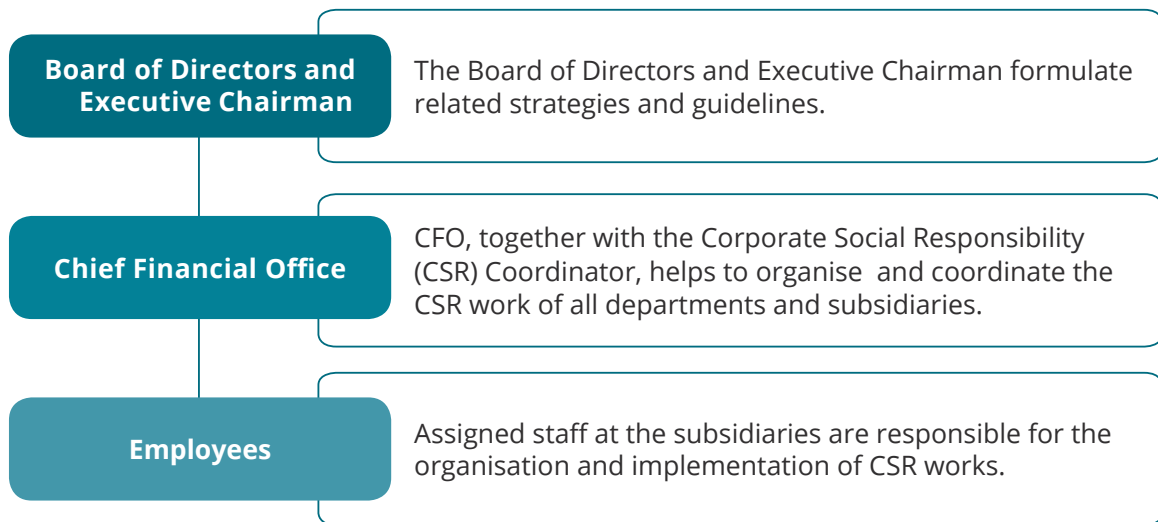 Board of Directors and
Executive Chairman
The Board of Directors and Executive Chairman formulate
related strategies and guidelines.
Chief Financial Office
CFO, together with the Corporate Social Responsibility
(CSR) Coordinator, helps to organise  and coordinate the
CSR work of all departments and subsidiaries.
Employees
Assigned staff at the subsidiaries are responsible for the
organisation and implementation of CSR works.